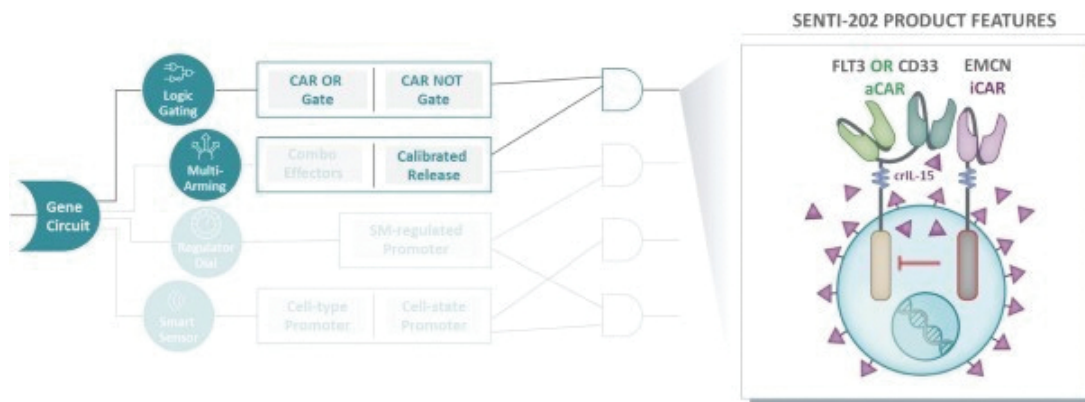 SENTI-202 PRODUCT FEATURES
Logic
Gating
CAR OR
Gate
CAR NOT
Gate
Multi-
Arming
Combo
Effectors
Calibrated
Release
Gene
Circuit
Regulator
Dial
SM-regulated
Promoter
Smart
Sensor
Cell-type
Promoter
Cell-state
Promoter
FLT3 OR CD33
aCAR
EMCN
iCAR
crIL-15